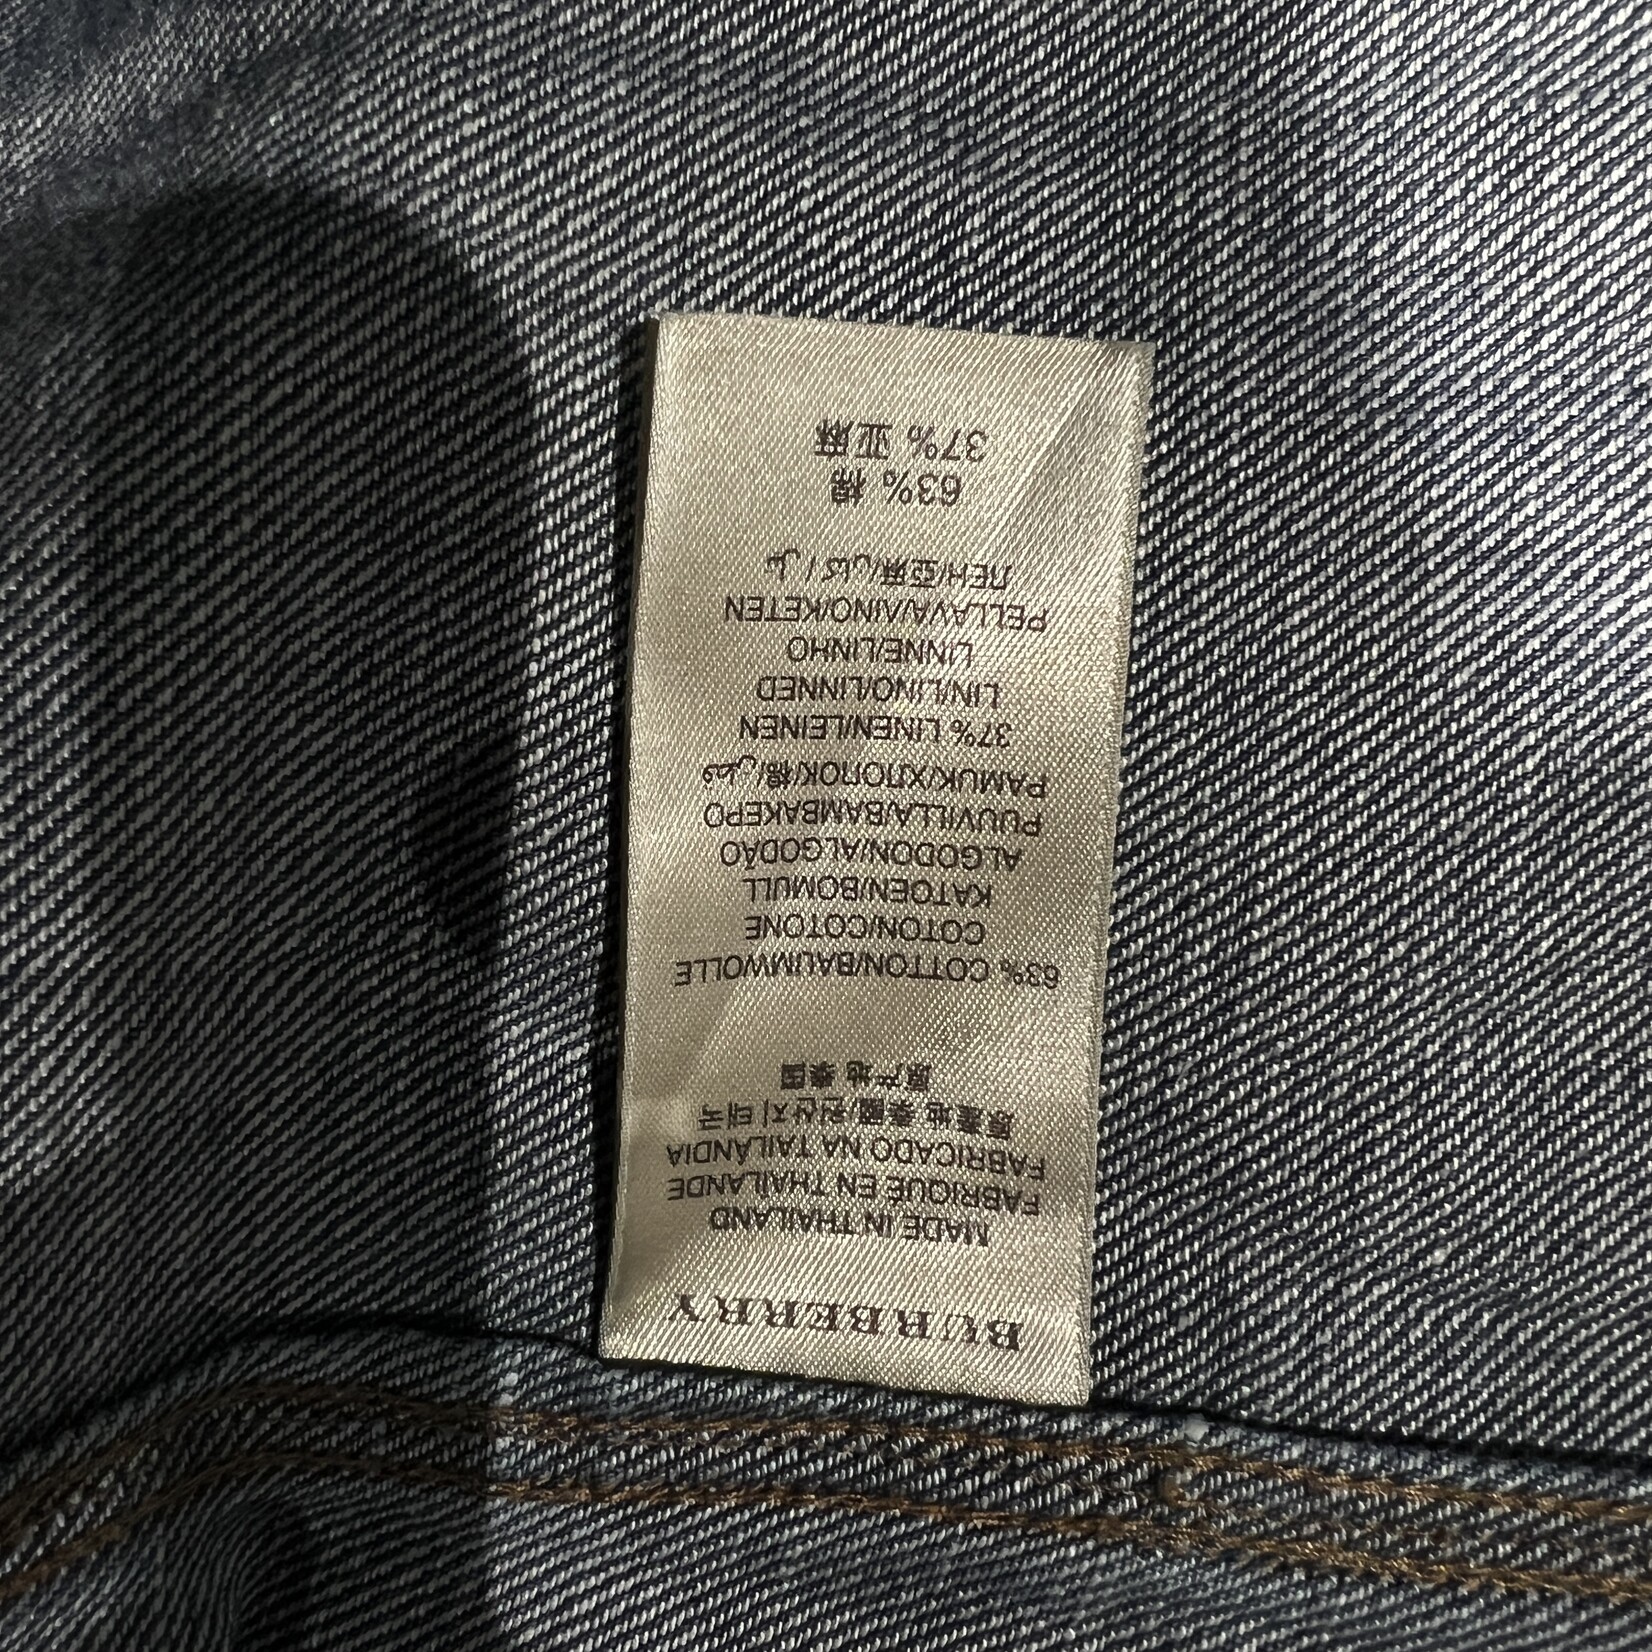 BURBERRY
MADE IN THAILAND
FABRIQUÉ EN THAÏLANDE
FABRICADO NA TAILÂNDIA
原產地 泰國/원산지 태국
原产地 泰国
63% COTTON/BAUMWOLLE
COTON/COTONE
KATOEN/BOMULL
ALGODON/ALGODÃO
PUUVILLA/ΒΑΜΒΑΚΕΡΟ
PAMUK/ХЛОПОК/棉/قطن
37% LINEN/LEINEN
LIN/LINO/LINNED
LINNE/LINHO
PELLAVA/ΛΙΝΟ/KETEN
ЛЕН/亞麻/
63% 棉
37% 亚麻